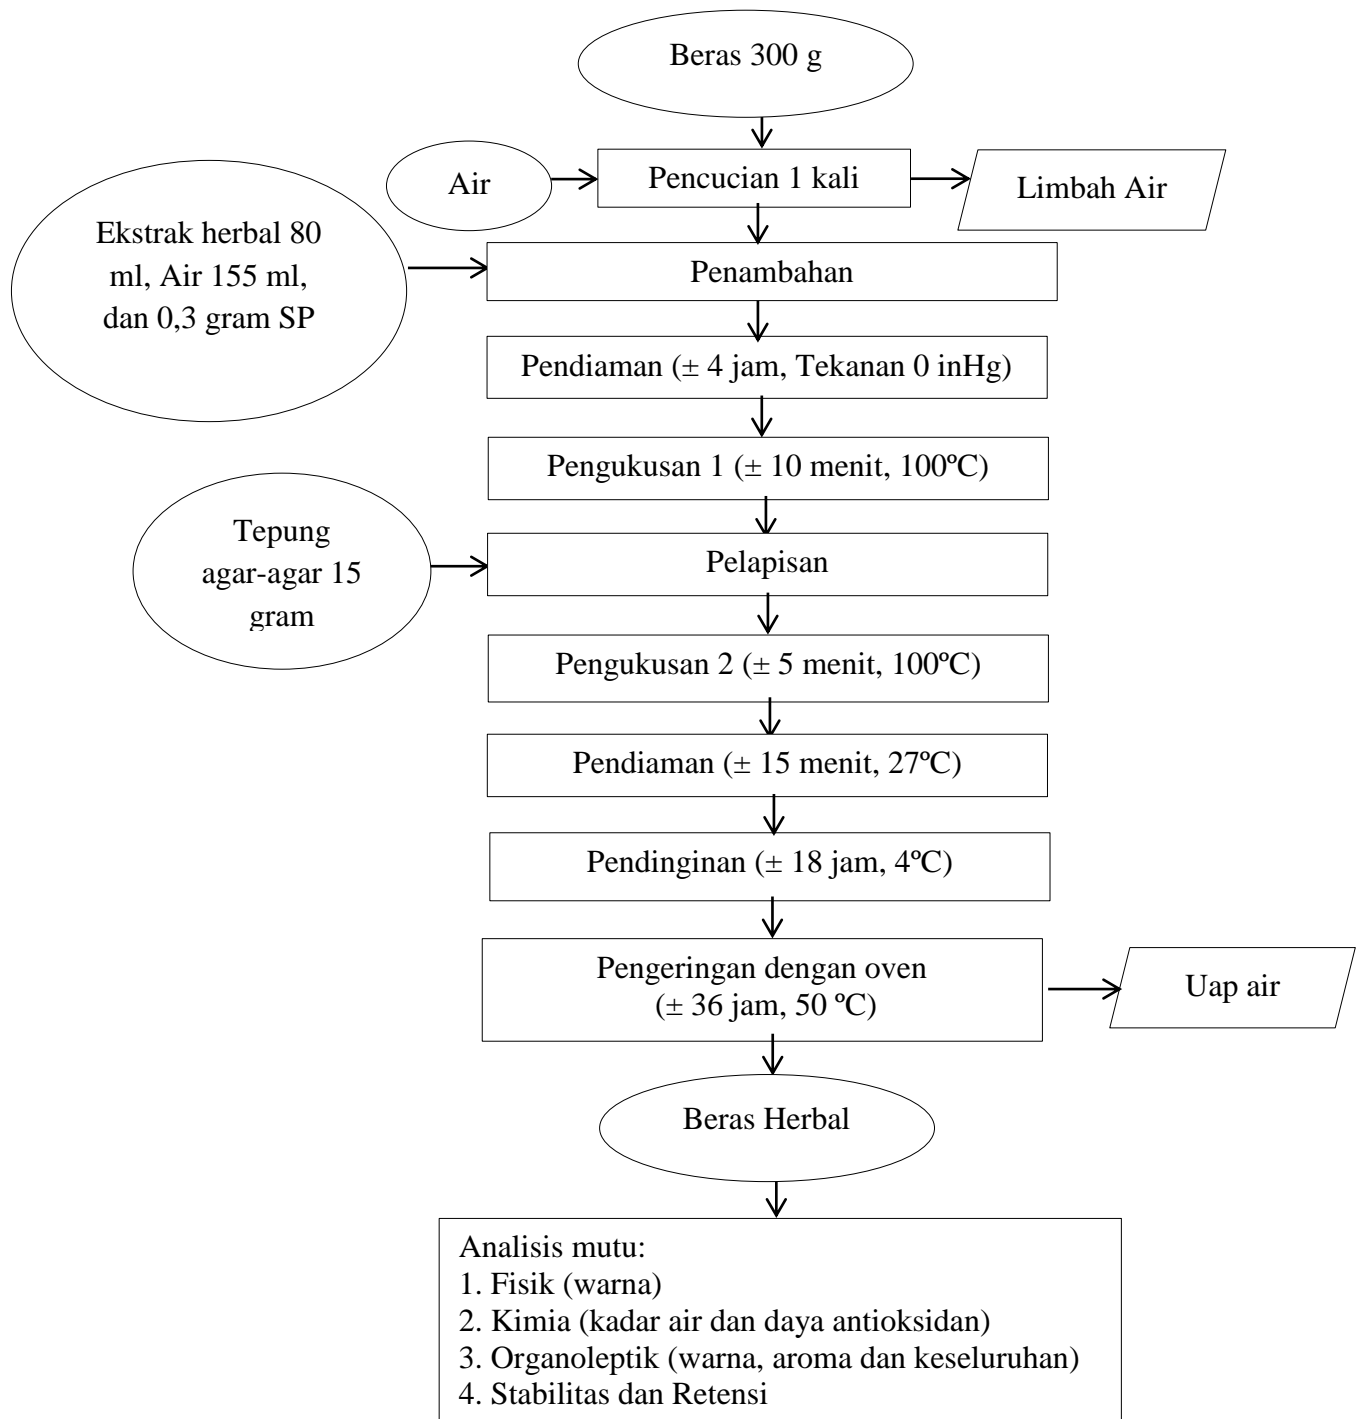 Beras 300 g
Air
Pencucian 1 kali
Limbah Air
Ekstrak herbal 80
ml, Air 155 ml,
dan 0,3 gram SP
Penambahan
Pendiaman (± 4 jam, Tekanan 0 inHg)
Pengukusan 1 (± 10 menit, 100ºC)
Tepung
agar-agar 15
gram
Pelapisan
Pengukusan 2 (± 5 menit, 100ºC)
Pendiaman (± 15 menit, 27ºC)
Pendinginan (± 18 jam, 4ºC)
Pengeringan dengan oven
(± 36 jam, 50 ºC)
Uap air
Beras Herbal
Analisis mutu:
1. Fisik (warna)
2. Kimia (kadar air dan daya antioksidan)
3. Organoleptik (warna, aroma dan keseluruhan)
4. Stabilitas dan Retensi